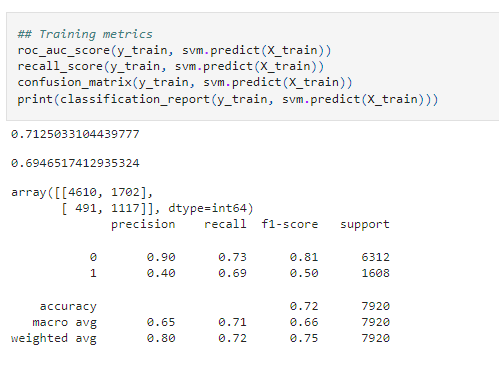 ## Training metrics
roc_auc_score(y_train, svm.predict(X_train))
recall_score(y_train, svm.predict(X_train))
confusion_matrix(y_train, svm.predict(X_train))
print(classification_report(y_train, svm.predict(X_train)))
0.7125033104439777
0.6946517412935324
array([[4610, 1702],
[ 491, 1117]], dtype=int64)
precision recall f1-score support
0 0.90 0.73 0.81 6312
1 0.40 0.69 0.50 1608
accuracy 0.72 7920
macro avg 0.65 0.71 0.66 7920
weighted avg 0.80 0.72 0.75 7920